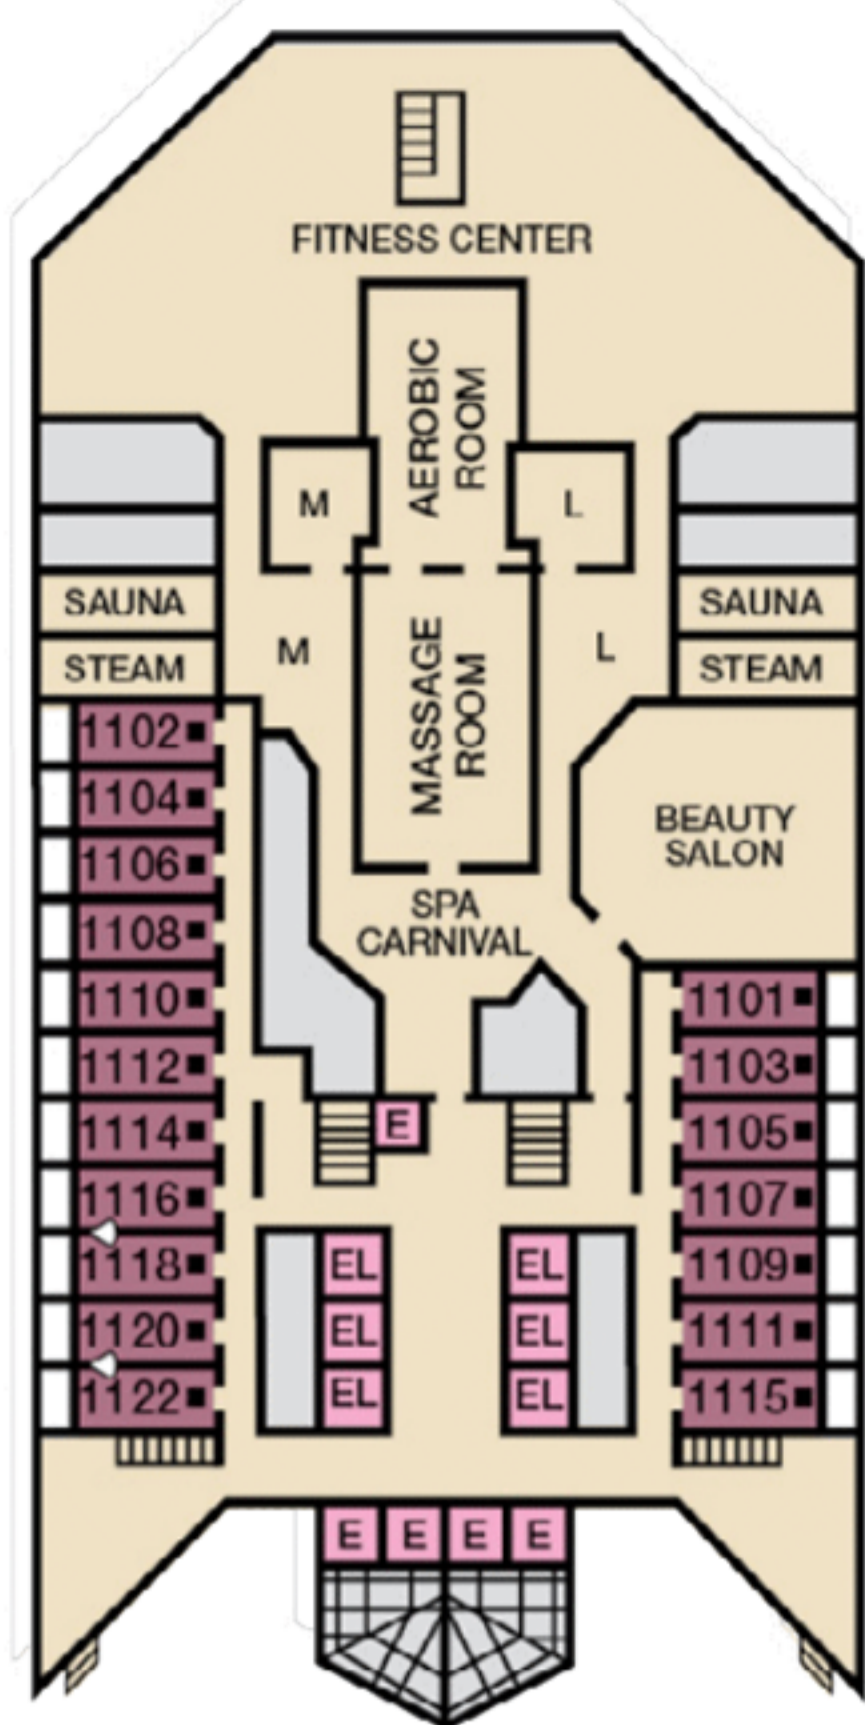 FITNESS CENTER
AEROBIC
ROOM
M
L
SAUNA
SAUNA
M
L
STEAM
STEAM
MASSAGE
ROOM
1102
1104
1106
1108
1110
1112
1114
1116
1118
1120
1122
BEAUTY
SALON
SPA
CARNIVAL
1101
1103
1105
1107
1109
1111
1115
E
EL
EL
EL
EL
EL
EL
E E E E